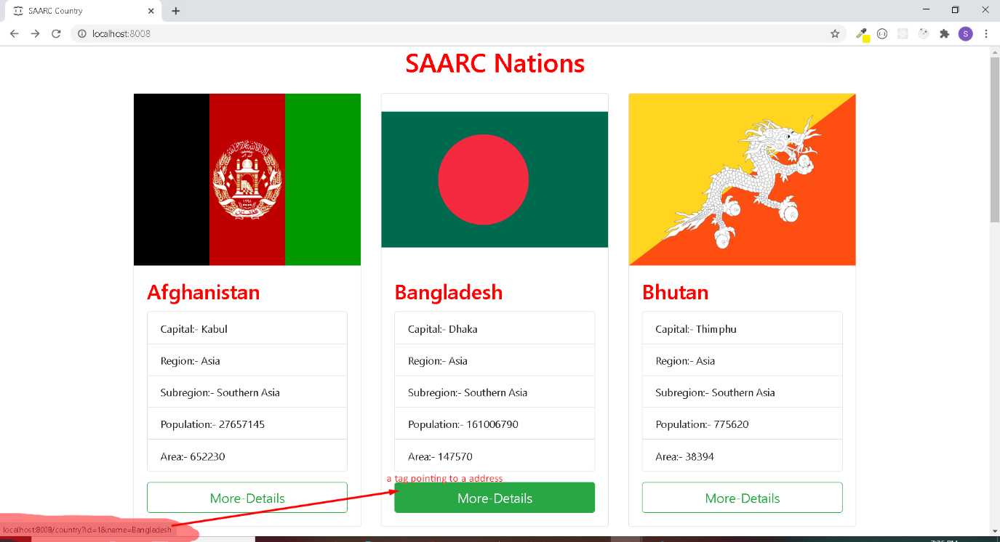 SAARC Country
localhost:8008
S
SAARC Nations
Afghanistan
Capital:- Kabul
Region:- Asia
Subregion:- Southern Asia
Population:- 27657145
Area:- 652230
More-Details
Bangladesh
Capital:- Dhaka
Region:- Asia
Subregion:- Southern Asia
Population:- 161006790
Area:- 147570
a tag pointing to a address
More-Details
Bhutan
Capital:- Thimphu
Region:- Asia
Subregion:- Southern Asia
Population:- 775620
Area:- 38394
More-Details
localhost:8008/country?id=1&name=Bangladesh